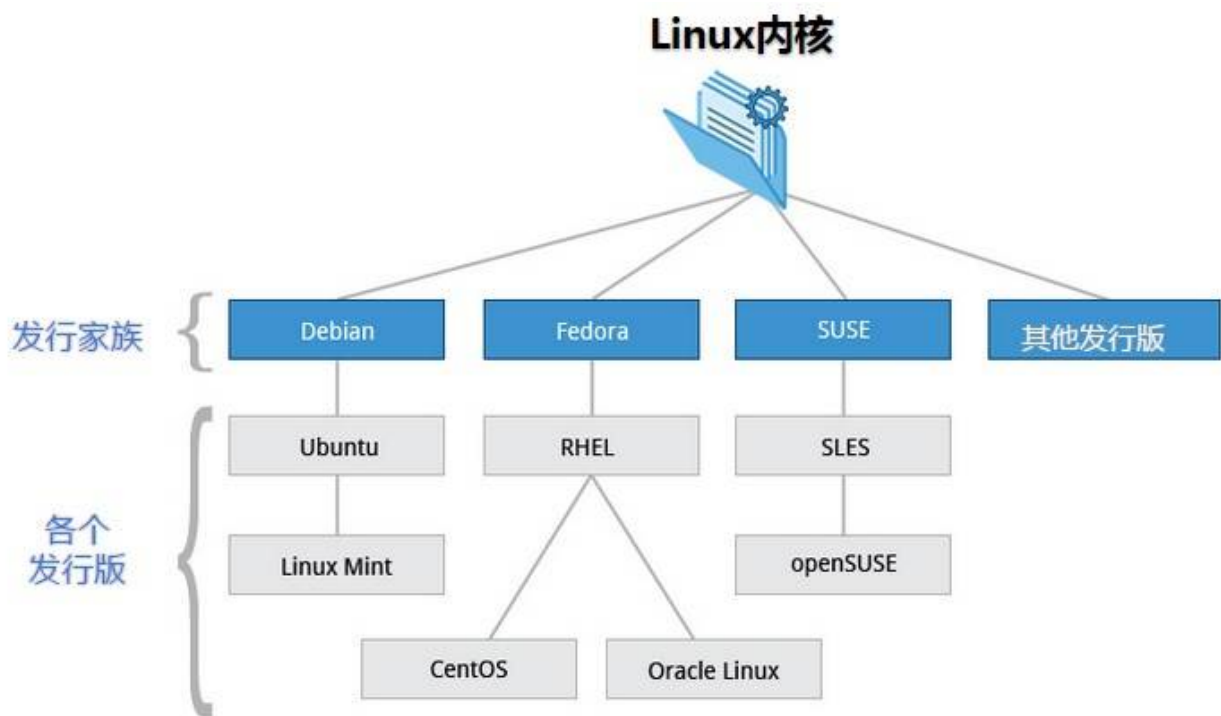 Linux内核
发行家族
Debian
Fedora
SUSE
其他发行版
Ubuntu
RHEL
SLES
各个
发行版
Linux Mint
openSUSE
CentOS
Oracle Linux